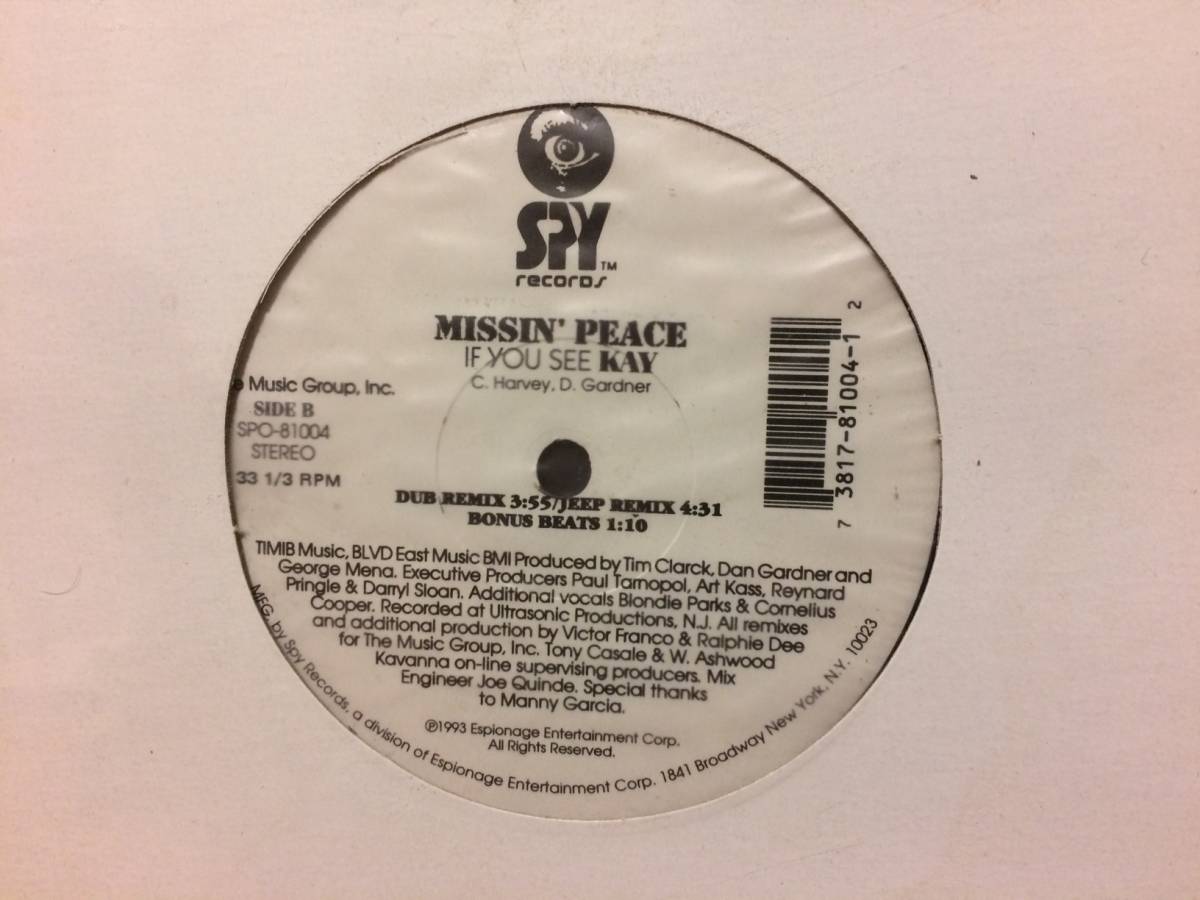 SPY TM
records
MISSIN' PEACE
IF YOU SEE KAY
C. Harvey, D. Gardner
Music Group, Inc.
SIDE B
SPO-81004
STEREO
33 1/3 RPM
7 3817-81004-1 2
DUB REMIX 3:55/JEEP REMIX 4:31
BONUS BEATS 1:10
TIMIB Music, BLVD East Music BMI Produced by Tim Clarck, Dan Gardner and
George Mena. Executive Producers Paul Tarnopol, Art Kass, Reynard
Pringle & Darryl Sloan. Additional vocals Blondie Parks & Cornelius
Cooper. Recorded at Ultrasonic Productions, N.J. All remixes
and additional production by Victor Franco & Ralphie Dee
for The Music Group, Inc. Tony Casale & W. Ashwood
Kavanna on-line supervising producers. Mix
Engineer Joe Quinde. Special thanks
to Manny Garcia.
℗1993 Espionage Entertainment Corp.
All Rights Reserved.
MFG. by Spy Records, a division of Espionage Entertainment Corp. 1841 Broadway New York, N.Y. 10023